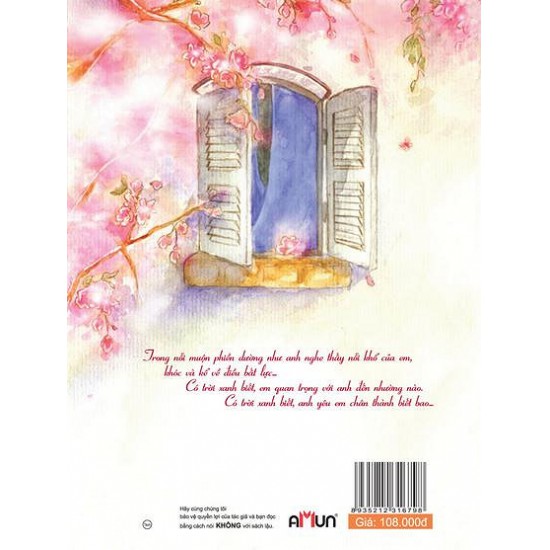 Trong nỗi muộn phiền dường như anh nghe thấy nỗi khổ của em,
khóc và kể về điều bất lực...
Có trời xanh biết, em quan trọng với anh đến nhường nào.
Có trời xanh biết, anh yêu em chân thành biết bao...
Hãy cùng chúng tôi
bảo vệ quyền lợi của tác giả và bạn đọc
bằng cách nói KHÔNG với sách lậu.
AMUN
8935212316798
Giá: 108.000đ